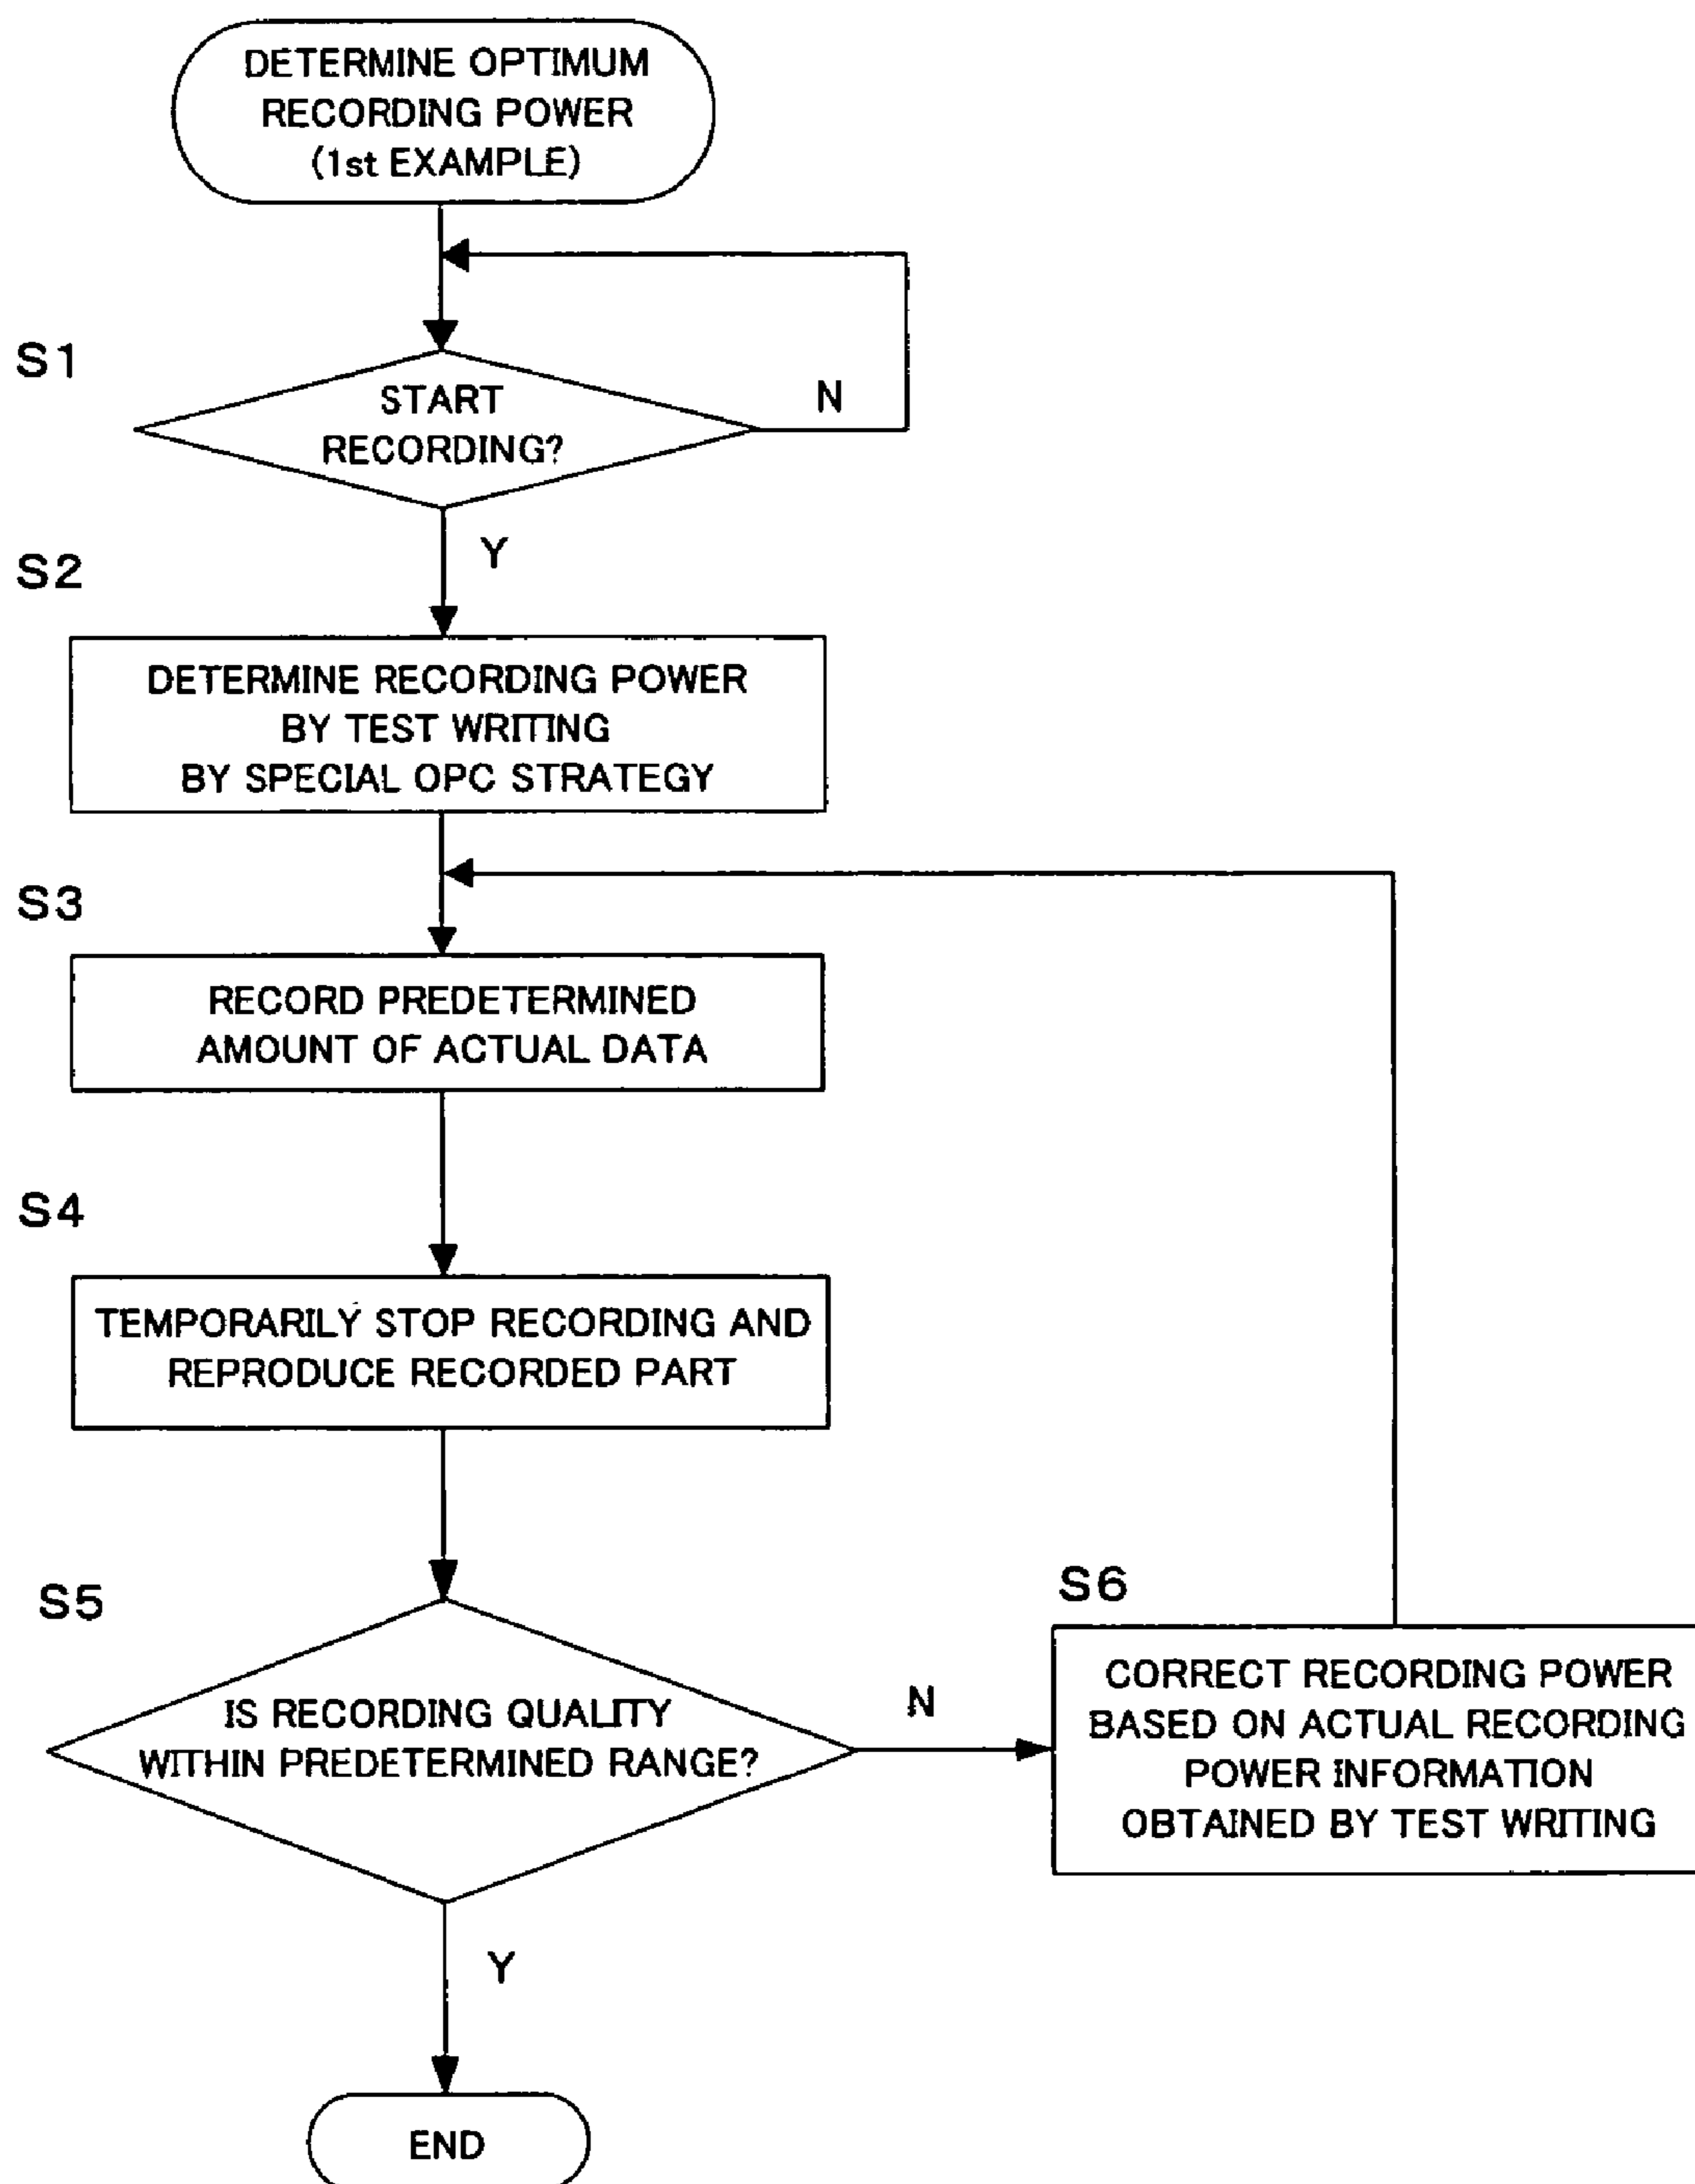 DETERMINE OPTIMUM
RECORDING POWER
(1st EXAMPLE)
S1
START
RECORDING?
N
Y
S2
DETERMINE RECORDING POWER
BY TEST WRITING
BY SPECIAL OPC STRATEGY
S3
RECORD PREDETERMINED
AMOUNT OF ACTUAL DATA
S4
TEMPORARILY STOP RECORDING AND
REPRODUCE RECORDED PART
S5
IS RECORDING QUALITY
WITHIN PREDETERMINED RANGE?
N
S6
CORRECT RECORDING POWER
BASED ON ACTUAL RECORDING
POWER INFORMATION
OBTAINED BY TEST WRITING
Y
END